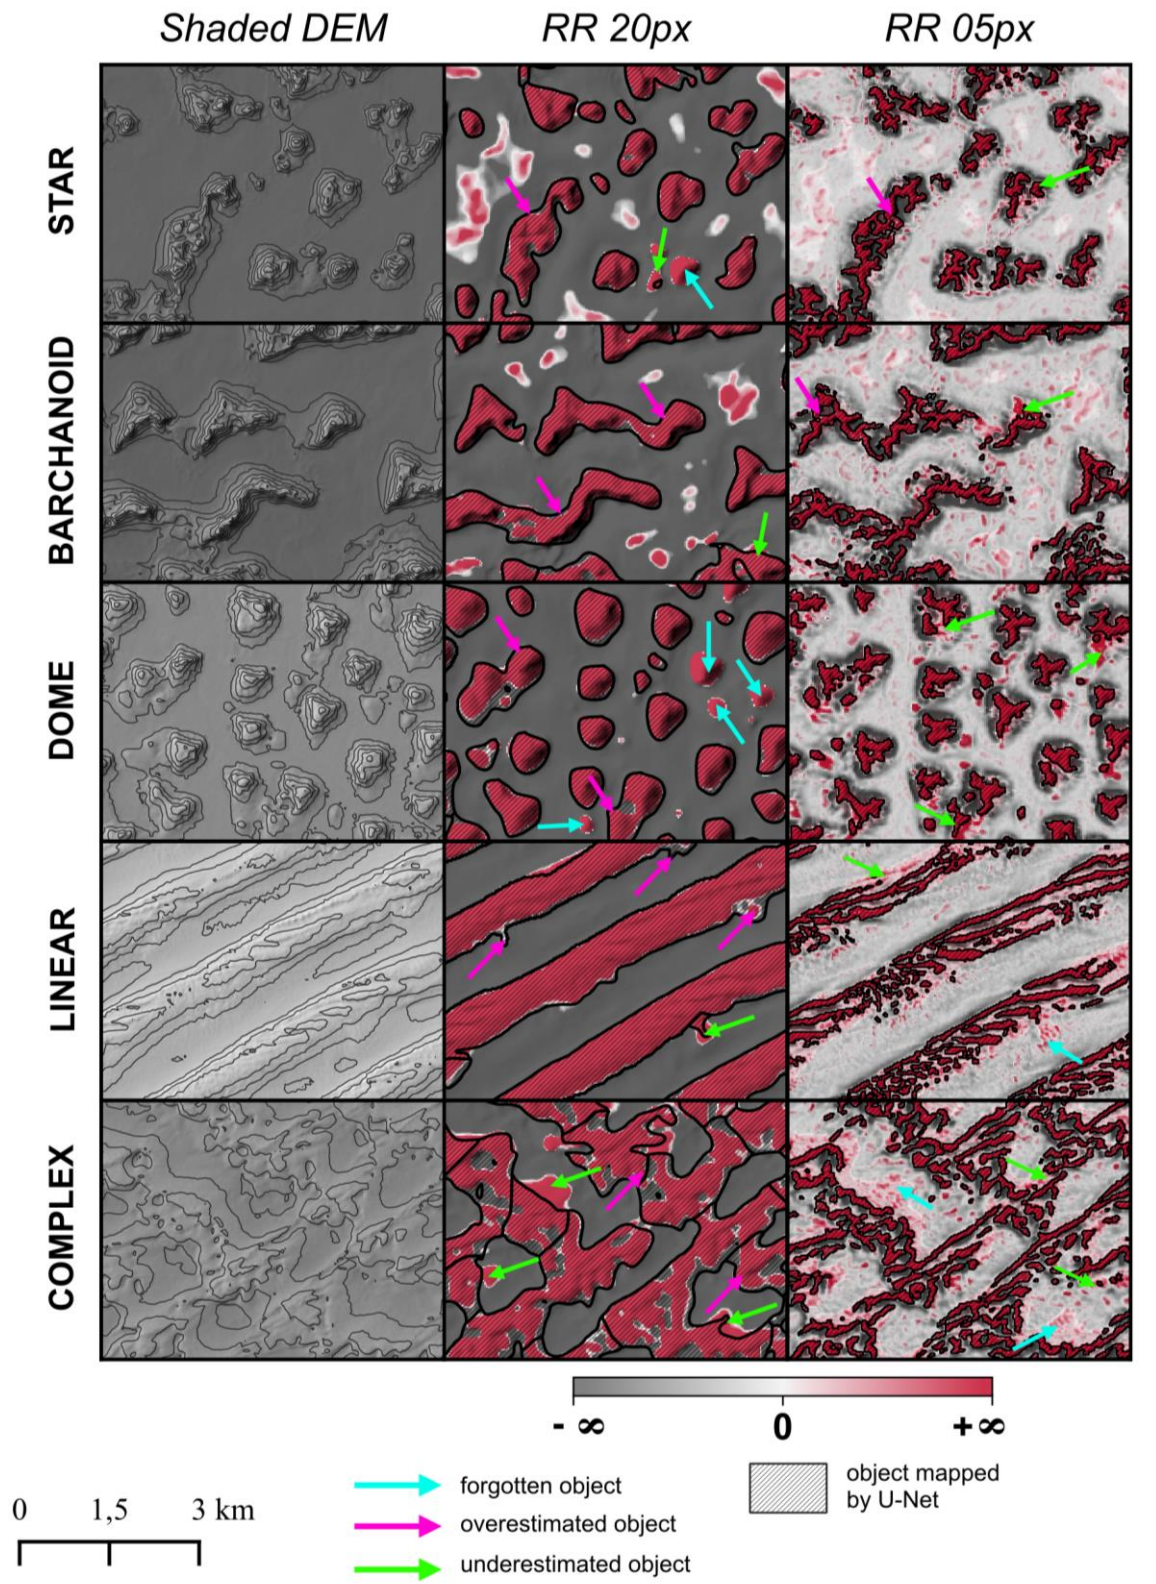 Shaded DEM RR 20px RR 05px
STAR
BARCHANOID
DOME
LINEAR
COMPLEX
- ∞ 0 + ∞
0 1,5 3 km
forgotten object
overestimated object
underestimated object
object mapped
by U-Net